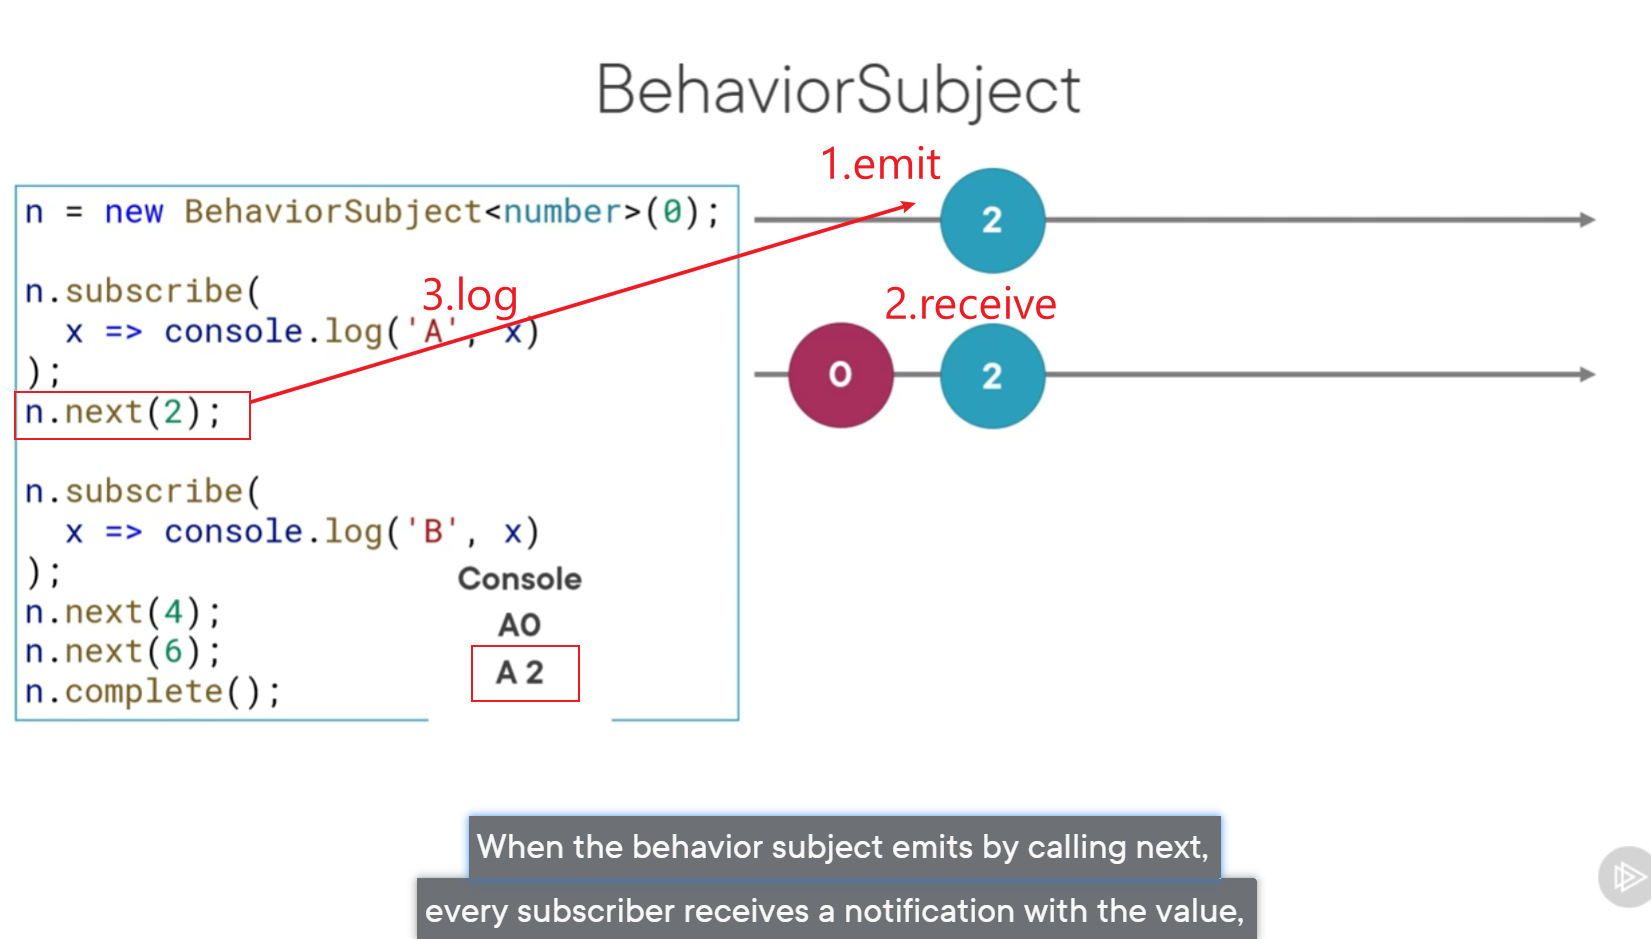 BehaviorSubject
1.emit
n = new BehaviorSubject<number>(0);
2
n.subscribe(
3.log
2.receive
x => console.log('A', x)
);
0
2
n.next(2);
n.subscribe(
x => console.log('B', x)
);
Console
n.next(4);
A0
n.next(6);
A 2
n.complete();
When the behavior subject emits by calling next,
every subscriber receives a notification with the value,